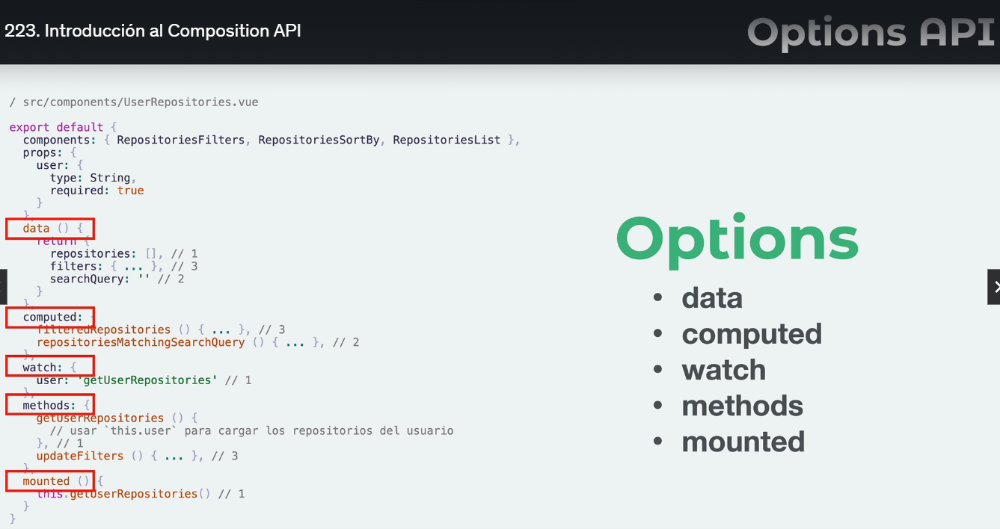 223. Introducción al Composition API
Options API
/ src/components/UserRepositories.vue
export default {
components: { RepositoriesFilters, RepositoriesSortBy, RepositoriesList },
props: {
user: {
type: String,
required: true
}
},
data () {
return {
repositories: [], // 1
filters: { ... }, // 3
searchQuery: '' // 2
}
},
computed: {
filteredRepositories () { ... }, // 3
repositoriesMatchingSearchQuery () { ... }, // 2
},
watch: {
user: 'getUserRepositories' // 1
},
methods: {
getUserRepositories () {
// usar `this.user` para cargar los repositorios del usuario
}, // 1
updateFilters () { ... }, // 3
},
mounted () {
this.getUserRepositories() // 1
}
}
Options
• data
• computed
• watch
• methods
• mounted